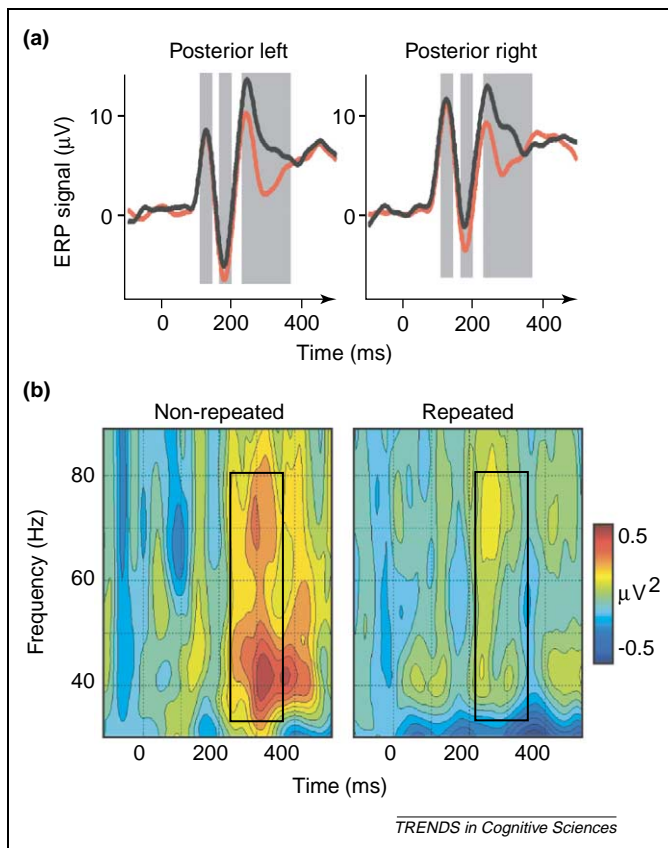 (a)
Posterior left
Posterior right
ERP signal (µV)
10
0
0
200
400
0
200
400
Time (ms)
(b)
Non-repeated
Repeated
Frequency (Hz)
80
60
40
0.5
µV²
-0.5
0
200
400
0
200
400
Time (ms)
TRENDS in Cognitive Sciences